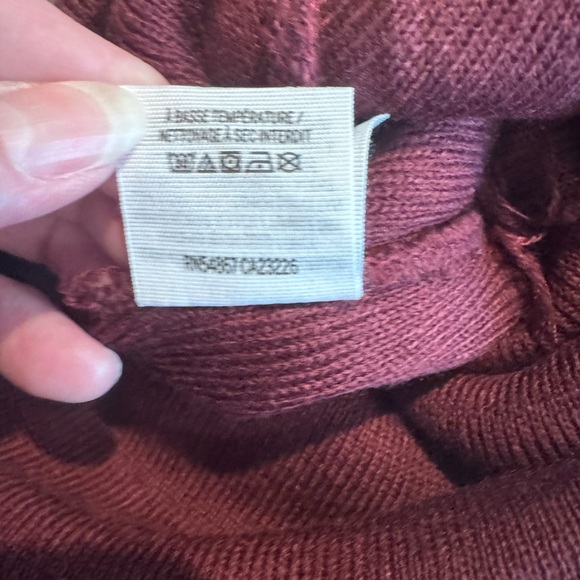 À BASSE TEMPÉRATURE /
NETTOYAGE À SEC INTERDIT
RN54867 CA23226